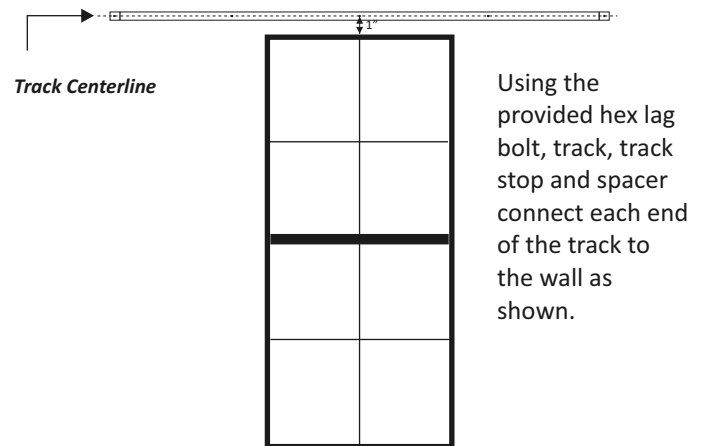 1"
Track Centerline
Using the
provided hex lag
bolt, track, track
stop and spacer
connect each end
of the track to
the wall as
shown.